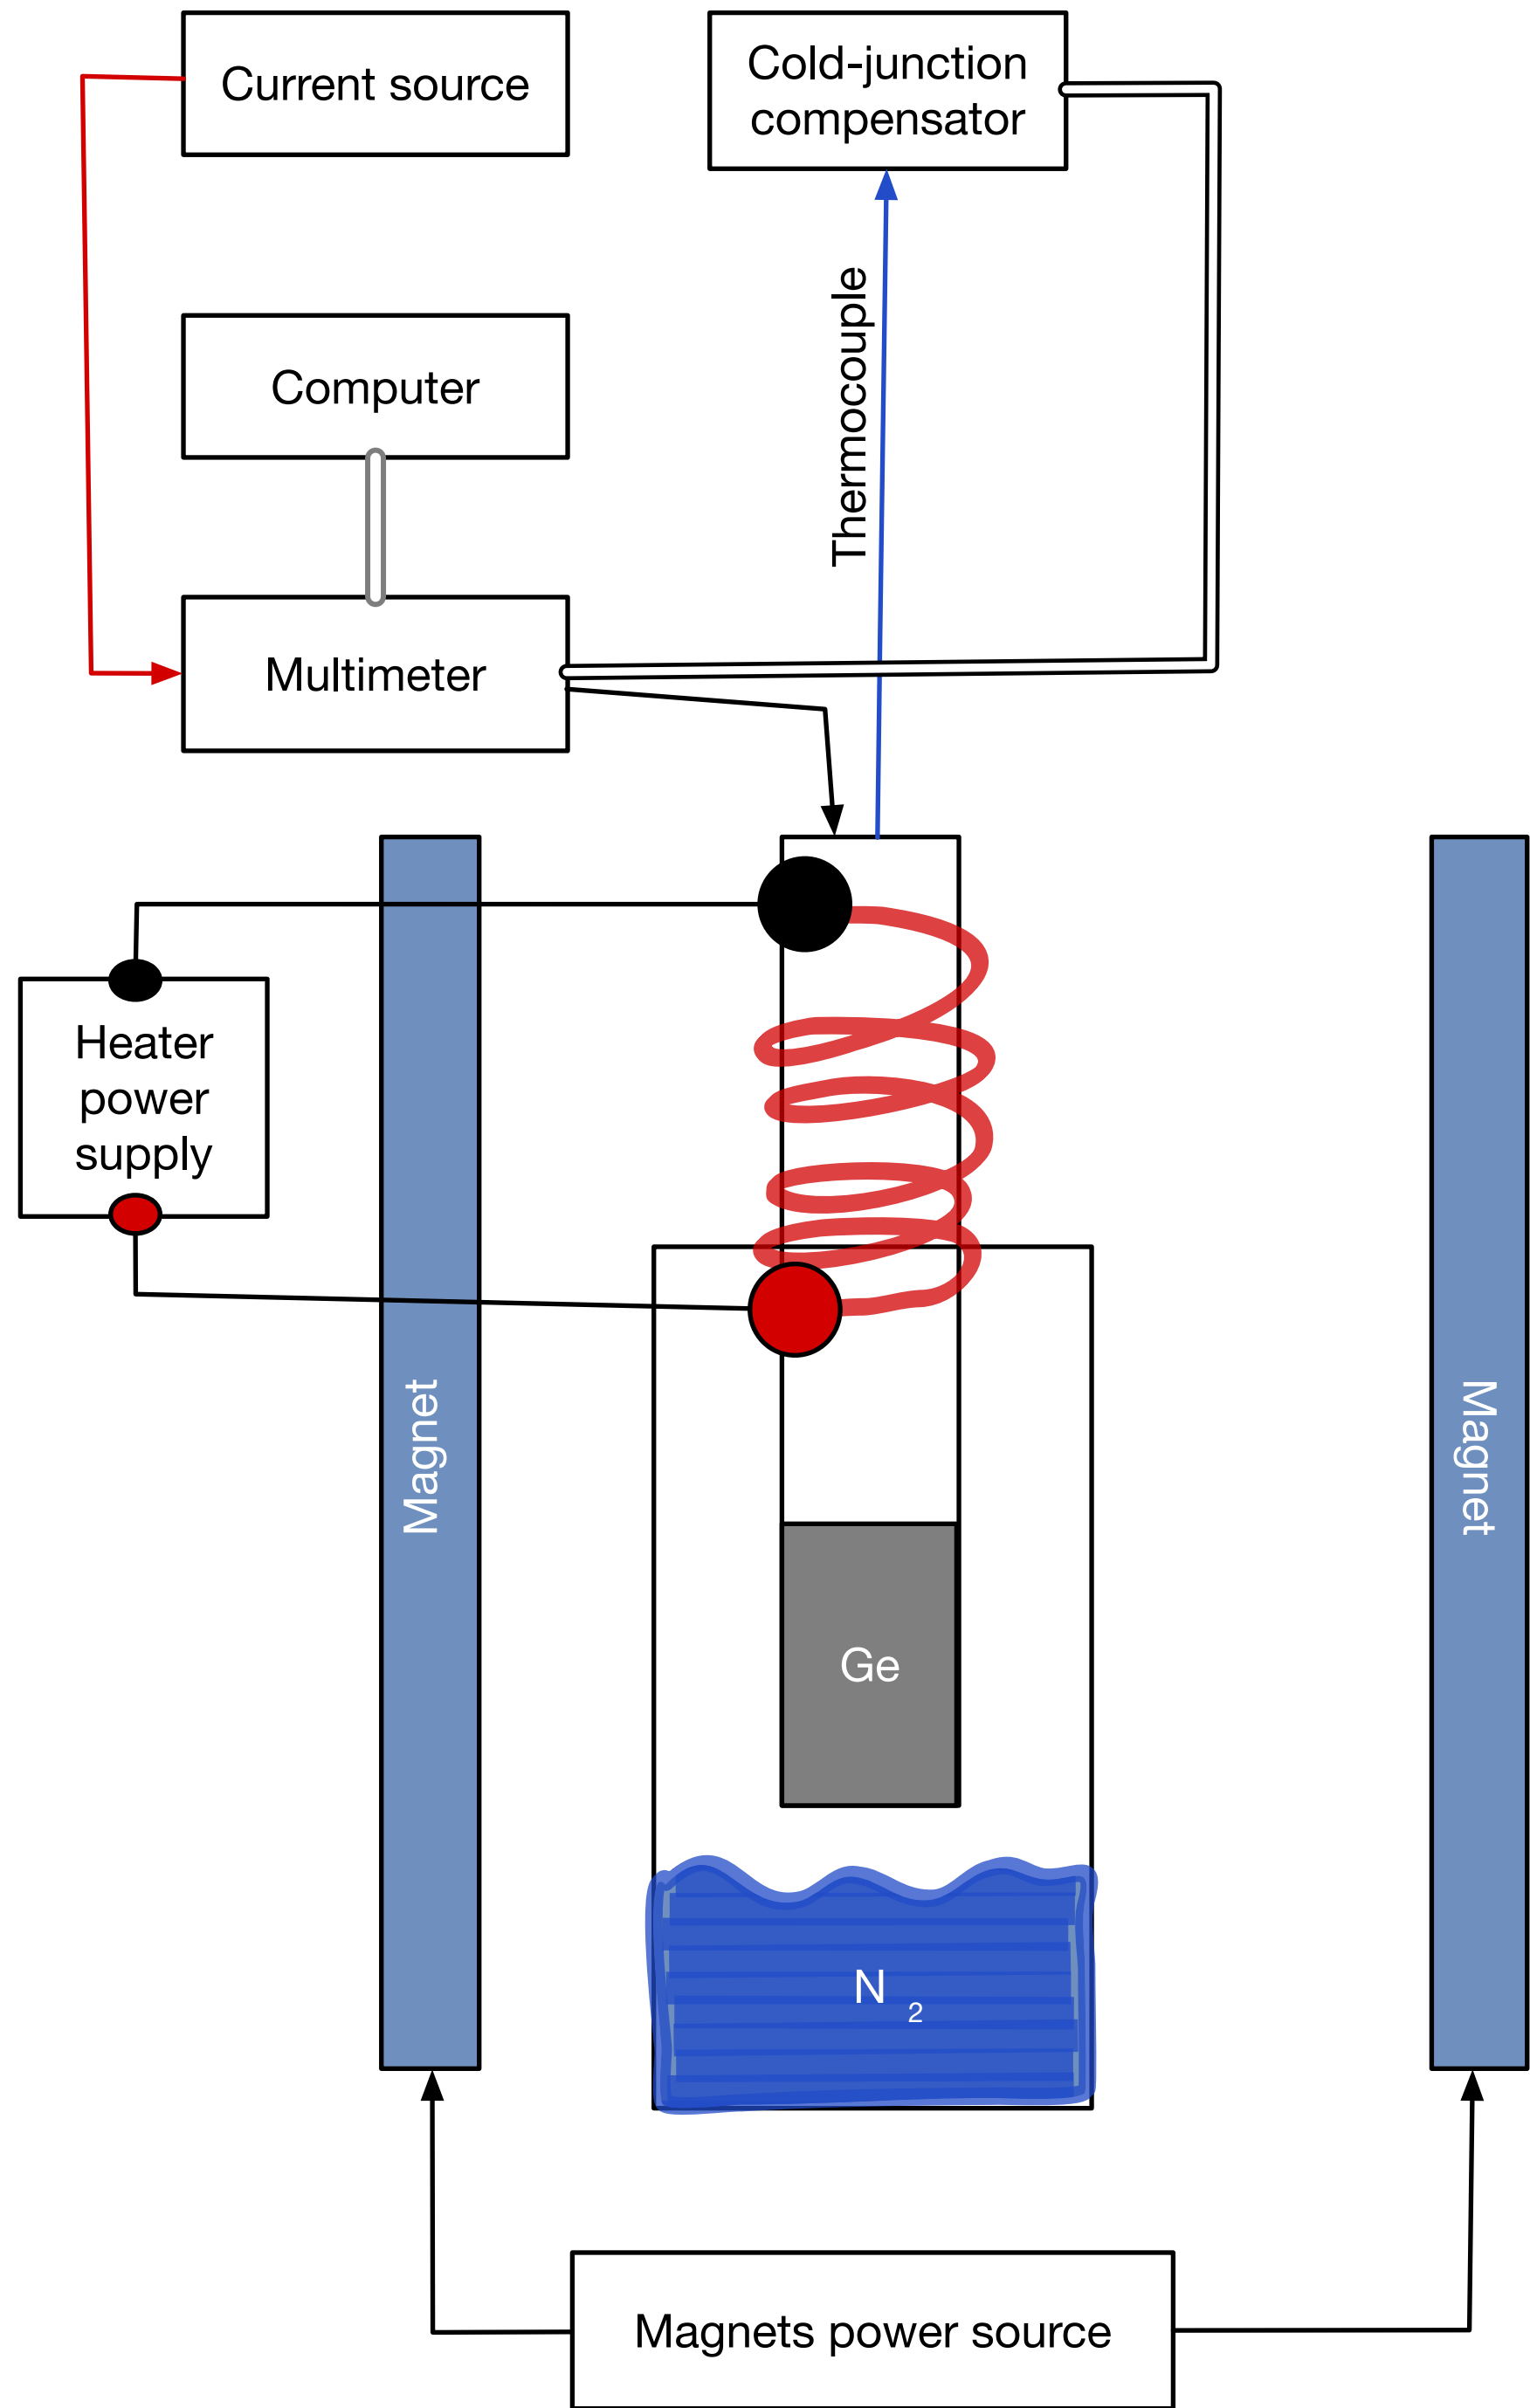 Current source
Cold-junction
compensator
Thermocouple
Computer
Multimeter
Heater
power
supply
Magnet
Magnet
Ge
N 2
Magnets power source